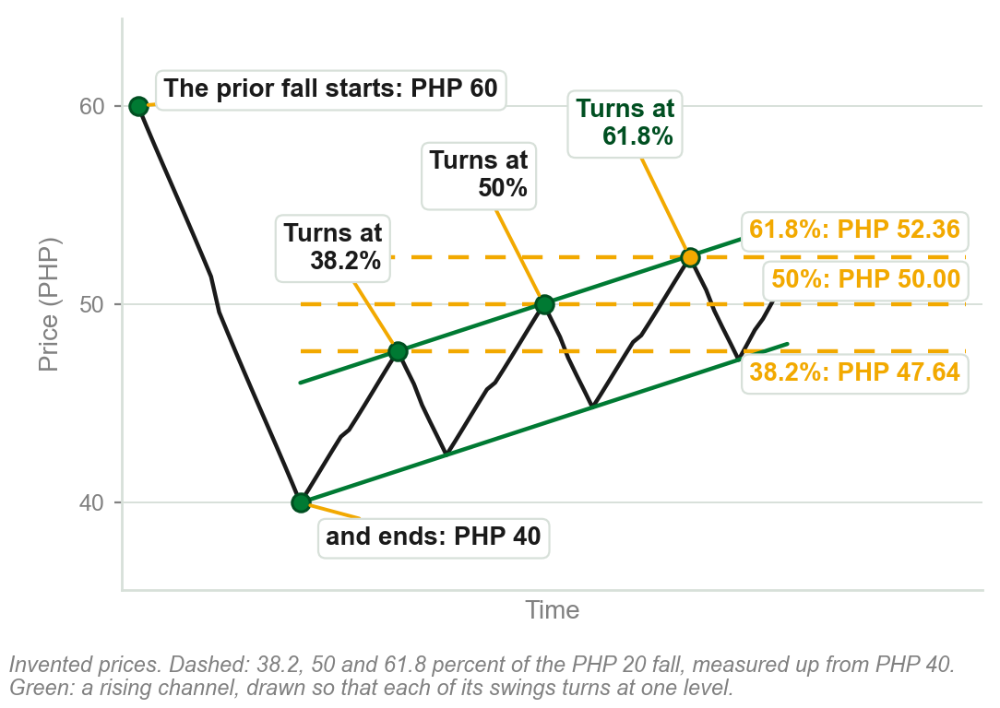 The prior fall starts: PHP 60
Turns at
61.8%
Turns at
50%
Turns at
38.2%
61.8%: PHP 52.36
50%: PHP 50.00
38.2%: PHP 47.64
and ends: PHP 40
60
50
40
Price (PHP)
Time
Invented prices. Dashed: 38.2, 50 and 61.8 percent of the PHP 20 fall, measured up from PHP 40.
Green: a rising channel, drawn so that each of its swings turns at one level.